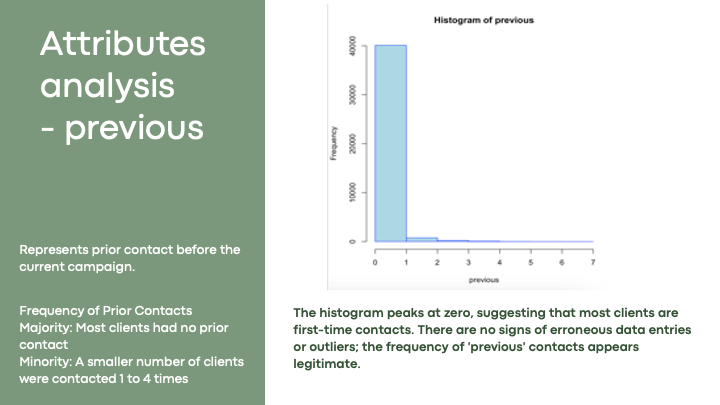 Attributes
analysis
- previous
Represents prior contact before the
current campaign.
Frequency of Prior Contacts
Majority: Most clients had no prior
contact
Minority: A smaller number of clients
were contacted 1 to 4 times
Histogram of previous
Frequency
40000
30000
20000
10000
0
0 1 2 3 4 5 6 7
previous
The histogram peaks at zero, suggesting that most clients are
first-time contacts. There are no signs of erroneous data entries
or outliers; the frequency of 'previous' contacts appears
legitimate.